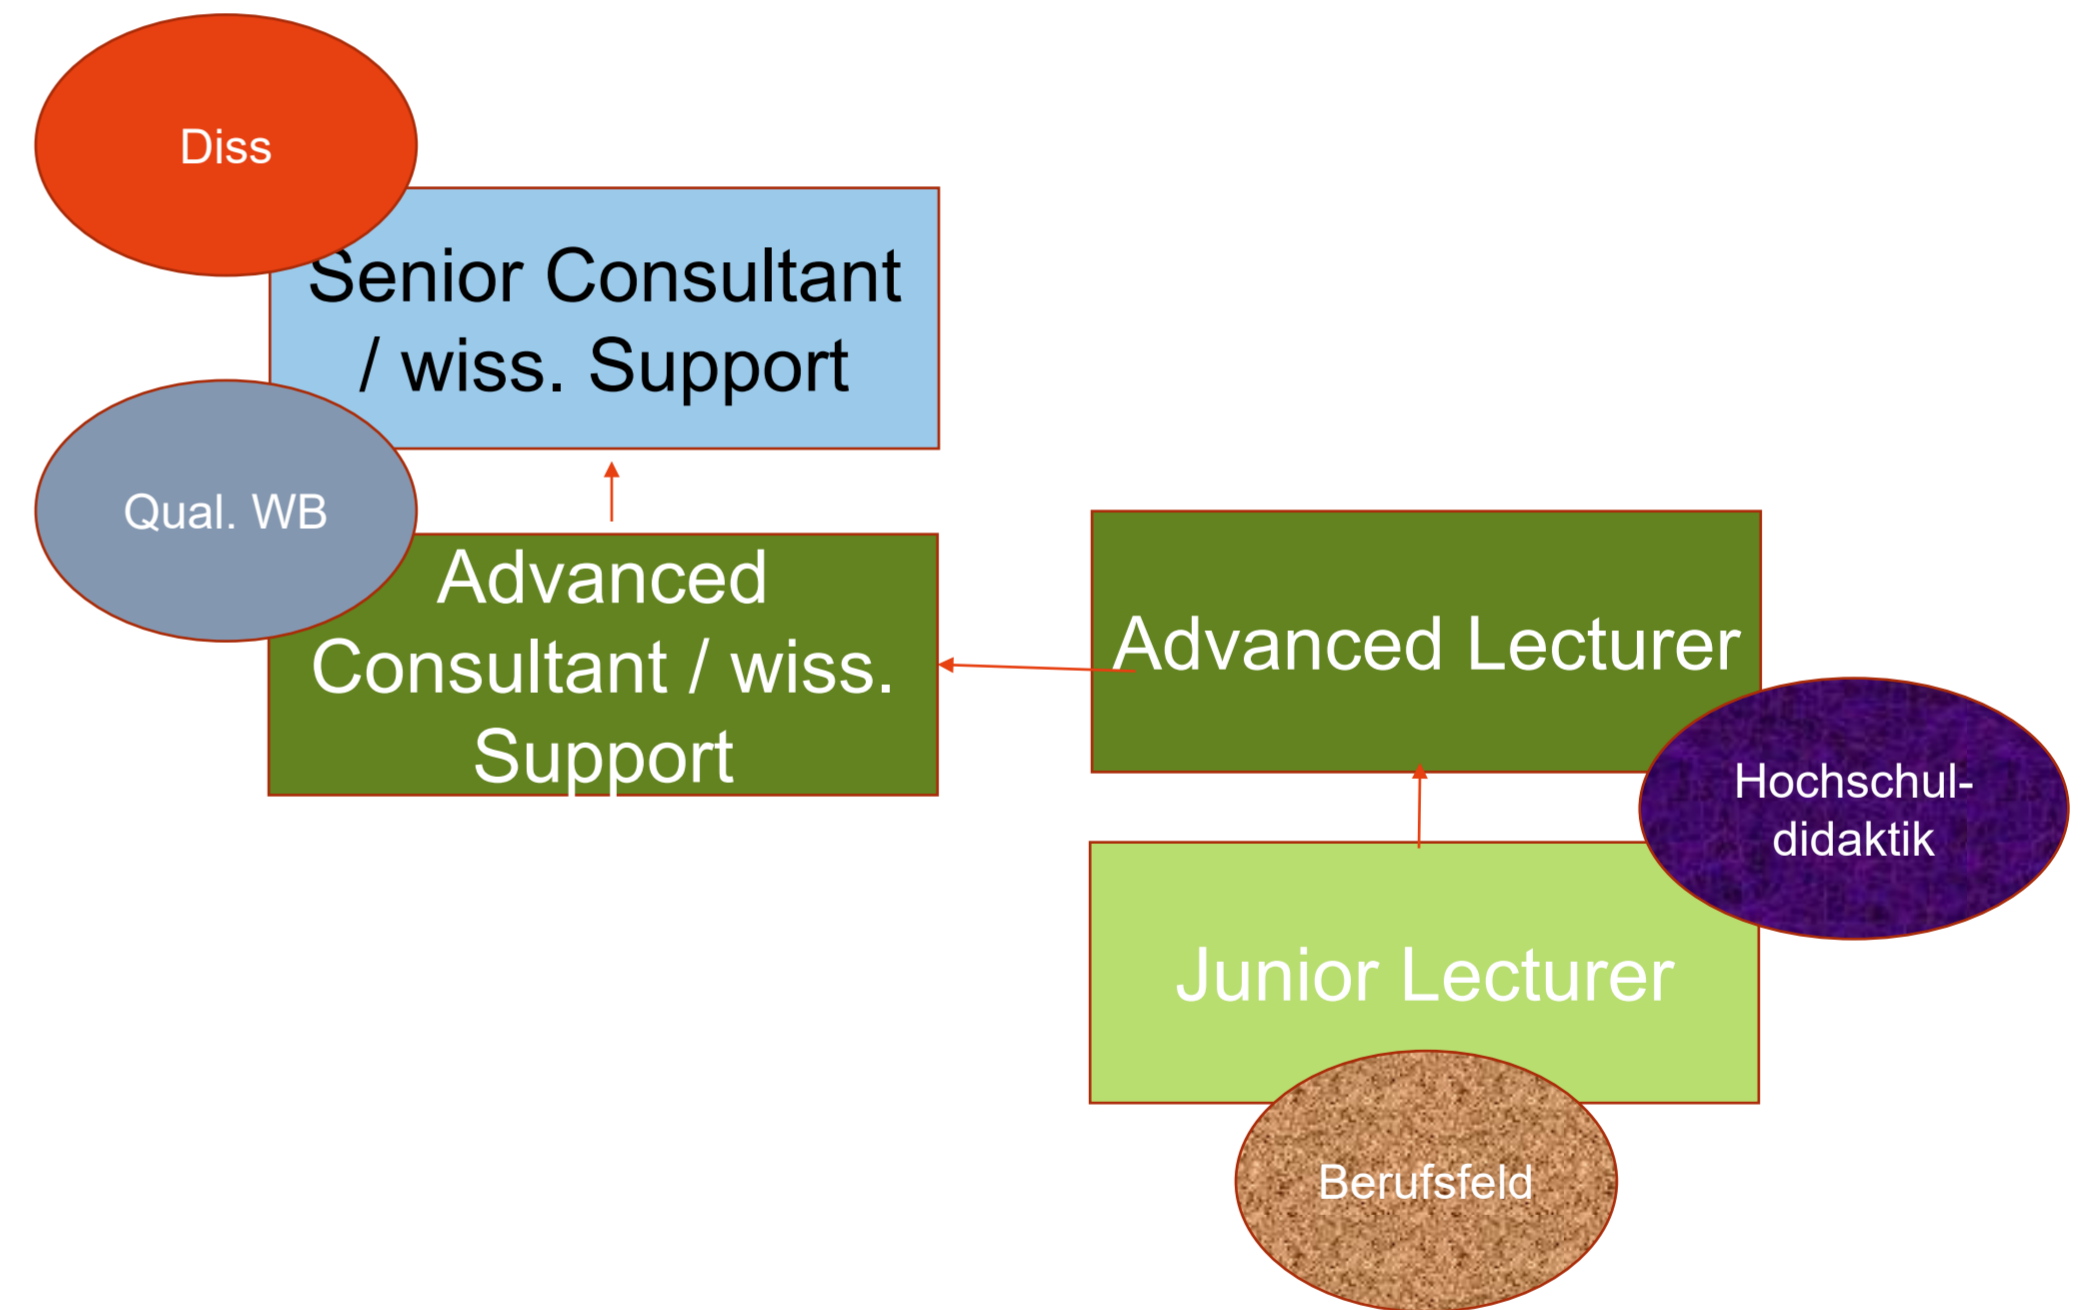 Diss
Senior Consultant
/ wiss. Support
Qual. WB
Advanced
Consultant / wiss.
Support
Advanced Lecturer
Hochschul-
didaktik
Junior Lecturer
Berufsfeld